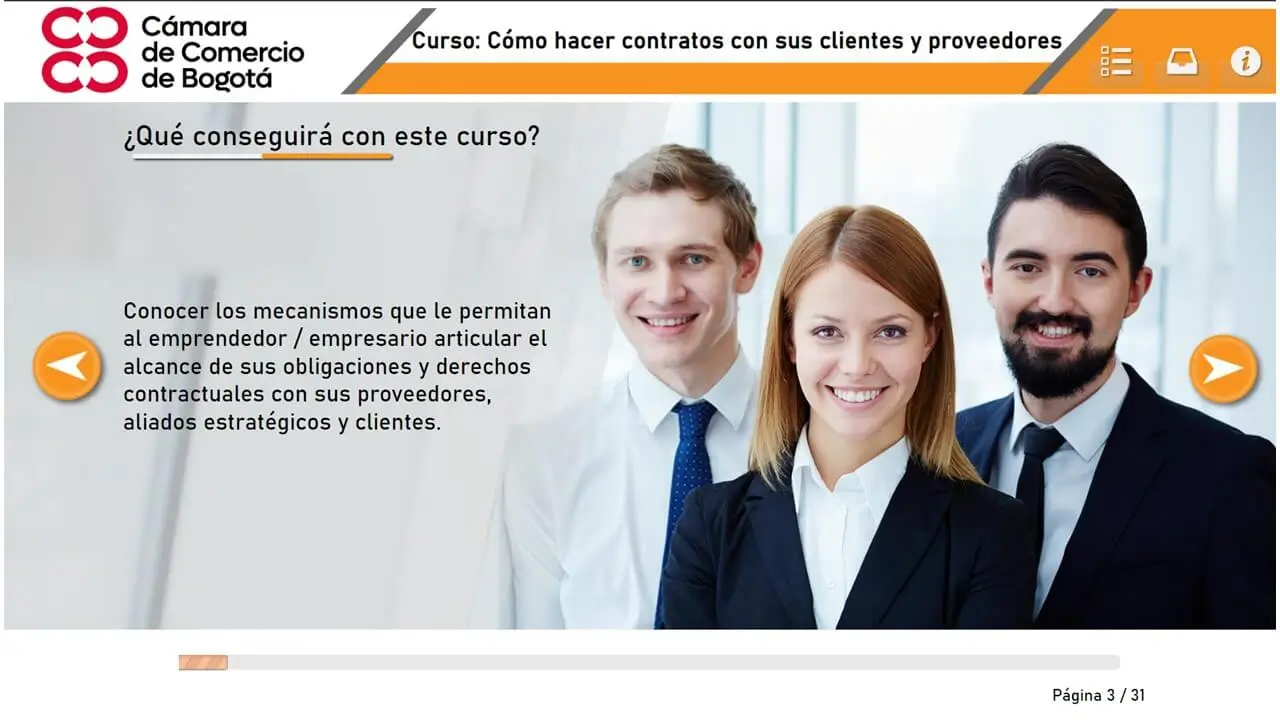 Cámara
de Comercio
de Bogotá
Curso: Cómo hacer contratos con sus clientes y proveedores
i
¿Qué conseguirá con este curso?
Conocer los mecanismos que le permitan
al emprendedor / empresario articular el
alcance de sus obligaciones y derechos
contractuales con sus proveedores,
aliados estratégicos y clientes.
Página 3 / 31